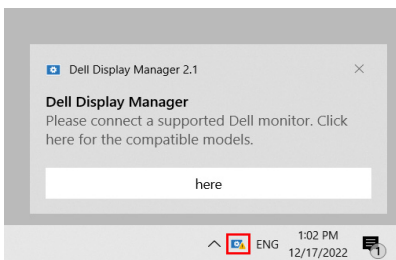 Dell Display Manager 2.1
Dell Display Manager
Please connect a supported Dell monitor. Click
here for the compatible models.
here
ENG
1:02 PM
12/17/2022
1